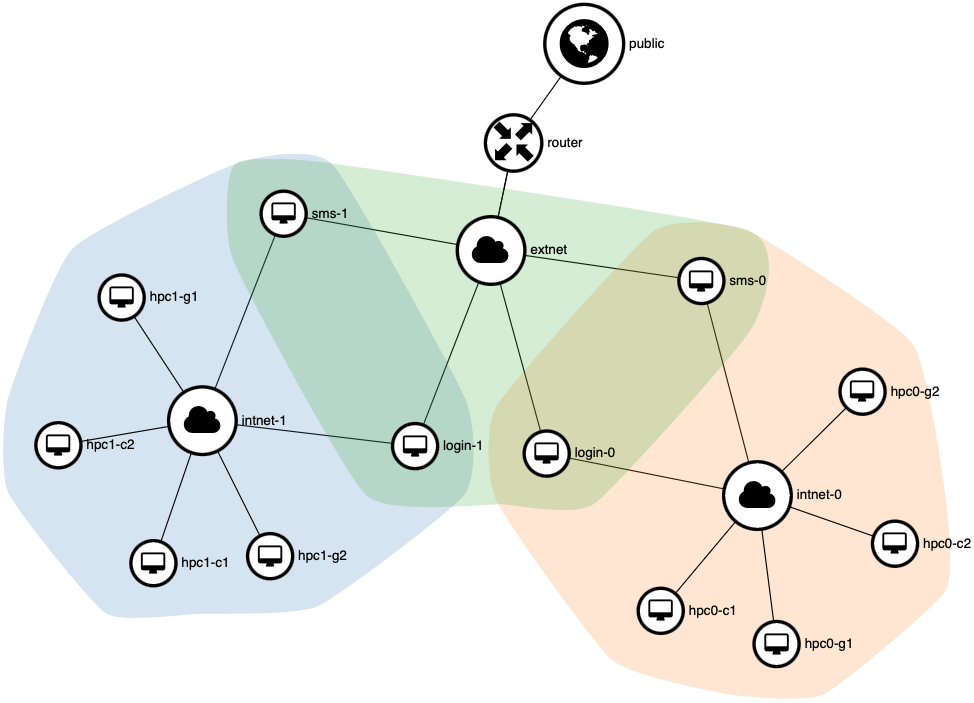 public
router
sms-1
extnet
sms-0
hpc1-g1
hpc0-g2
intnet-1
hpc1-c2
login-1
login-0
intnet-0
hpc0-c2
hpc1-c1
hpc1-g2
hpc0-c1
hpc0-g1